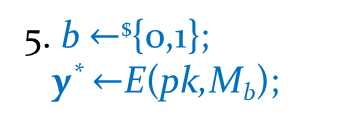 5. b ←$ {0,1};
y* ←E(pk,M_b);